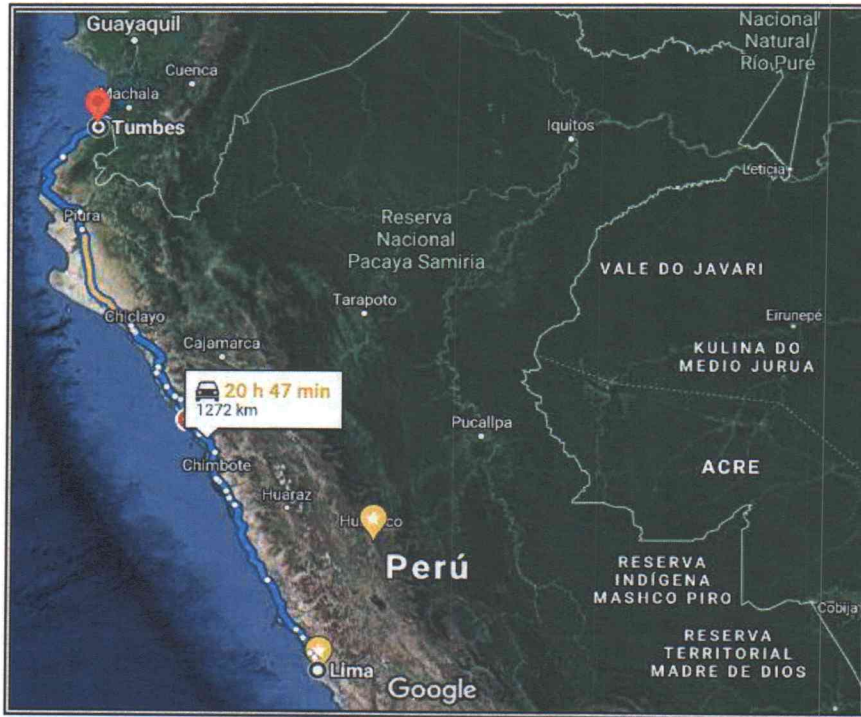 Guayaquil
Nacional
Natural
Río Puré
Cuenca
Machala
Tumbes
Iquitos
Leticia
Piura
Reserva
Nacional
Pacaya Samiria
VALE DO JAVARI
Tarapoto
Eirunepé
Chiclayo
Cajamarca
KULINA DO
MEDIO JURUA
20 h 47 min
1272 km
Pucallpa
Chimbote
ACRE
Huaraz
Perú
RESERVA
INDÍGENA
MASHCO PIRO
Cobija
RESERVA
TERRITORIAL
MADRE DE DIOS
Lima
Google